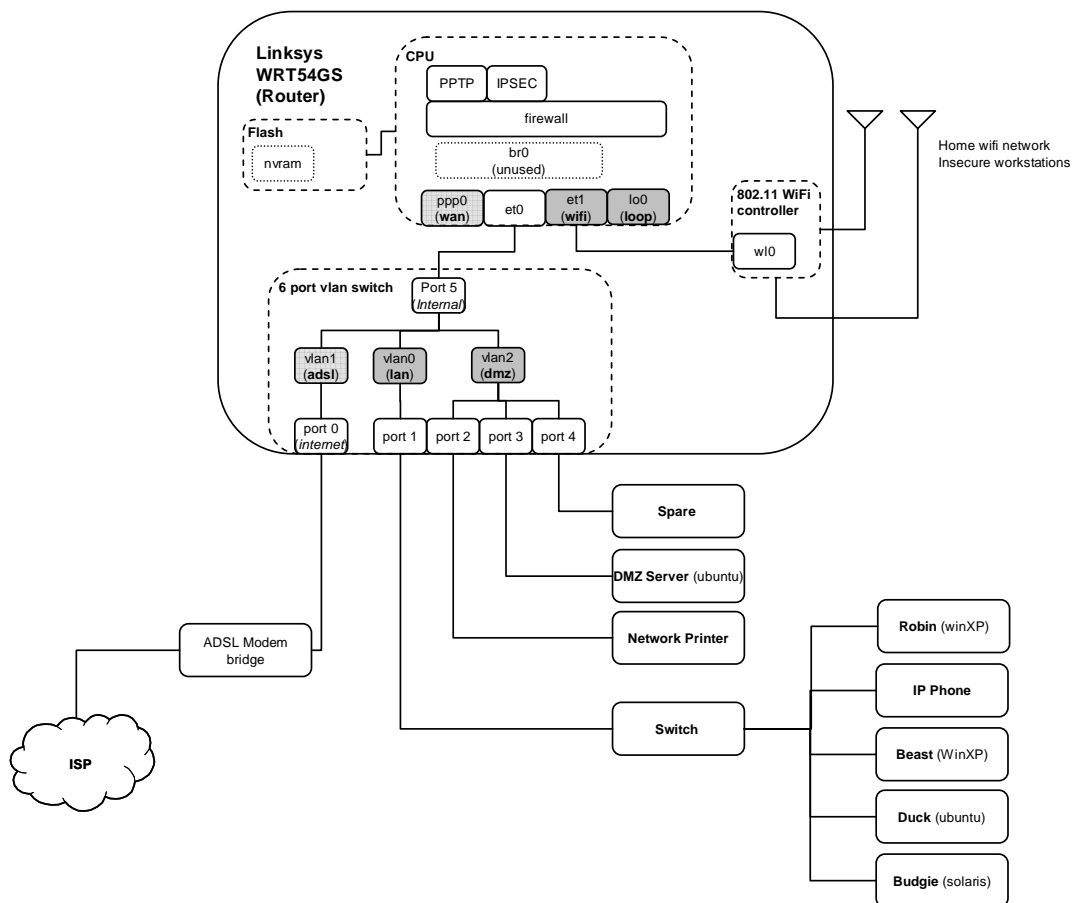 Linksys
WRT54GS
(Router)
CPU
PPTP
IPSEC
firewall
Flash
nvram
br0
(unused)
ppp0
(wan)
et0
et1
(wifi)
lo0
(loop)
802.11 WiFi
controller
wl0
Home wifi network
Insecure workstations
6 port vlan switch
Port 5
(Internal)
vlan1
(adsl)
vlan0
(lan)
vlan2
(dmz)
port 0
(internet)
port 1
port 2
port 3
port 4
Spare
DMZ Server (ubuntu)
Network Printer
Switch
ADSL Modem
bridge
ISP
Robin (winXP)
IP Phone
Beast (WinXP)
Duck (ubuntu)
Budgie (solaris)